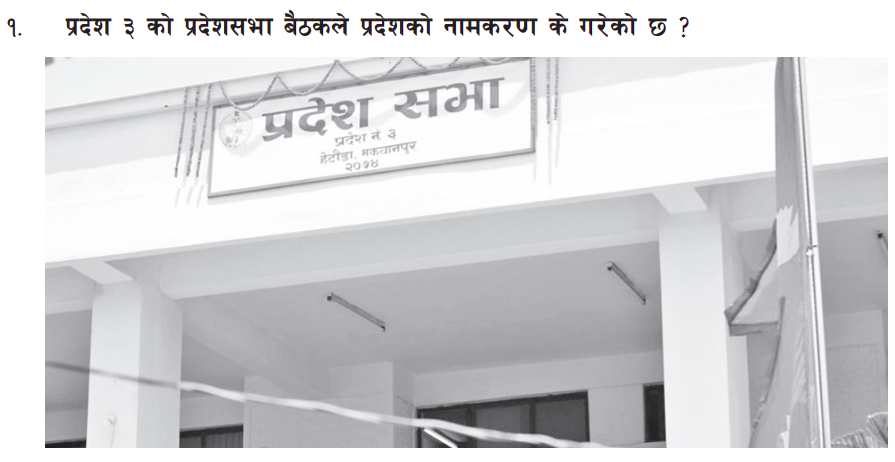 १. प्रदेश ३ को प्रदेशसभा बैठकले प्रदेशको नामकरण के गरेको छ ?
प्रदेश सभा
प्रदेश नं. ३
हेटौंडा, मकवानपुर
२०७४